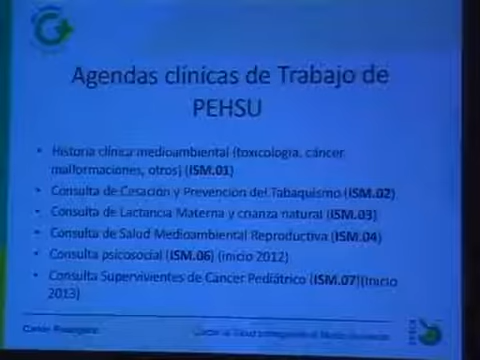 Agendas clínicas de Trabajo de
PEHSU
• Historia clínica medioambiental (toxicología, cáncer
malformaciones, otros) (ISM.01)
• Consulta de Cesación y Prevención del Tabaquismo (ISM.02)
• Consulta de Lactancia Materna y crianza natural (ISM.03)
• Consulta de Salud Medioambiental Reproductiva (ISM.04)
• Consulta psicosocial (ISM.06) (inicio 2012)
• Consulta Supervivientes de Cáncer Pediátrico (ISM.07)(inicio
2013)